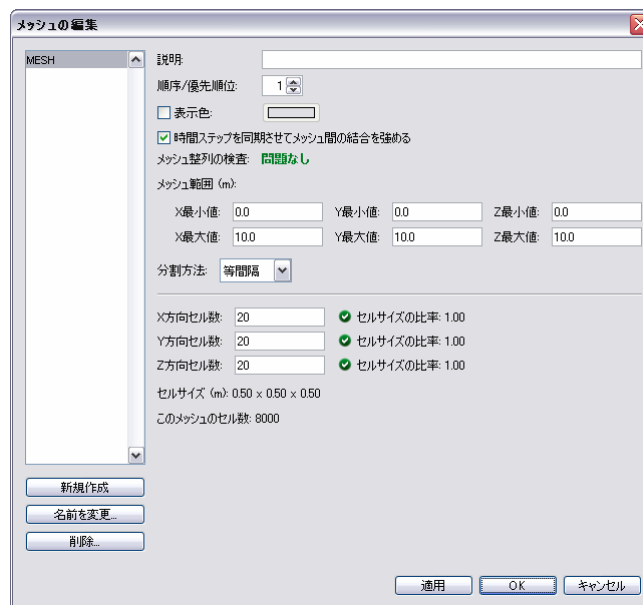 メッシュの編集
MESH
説明:
順序/優先順位: 1
表示色:
時間ステップを同期させてメッシュ間の結合を強める
メッシュ整列の検査: 問題なし
メッシュ範囲 (m):
X最小値: 0.0 Y最小値: 0.0 Z最小値: 0.0
X最大値: 10.0 Y最大値: 10.0 Z最大値: 10.0
分割方法: 等間隔
X方向セル数: 20 セルサイズの比率: 1.00
Y方向セル数: 20 セルサイズの比率: 1.00
Z方向セル数: 20 セルサイズの比率: 1.00
セルサイズ (m): 0.50 x 0.50 x 0.50
このメッシュのセル数: 8000
新規作成
名前を変更...
削除...
適用 OK キャンセル